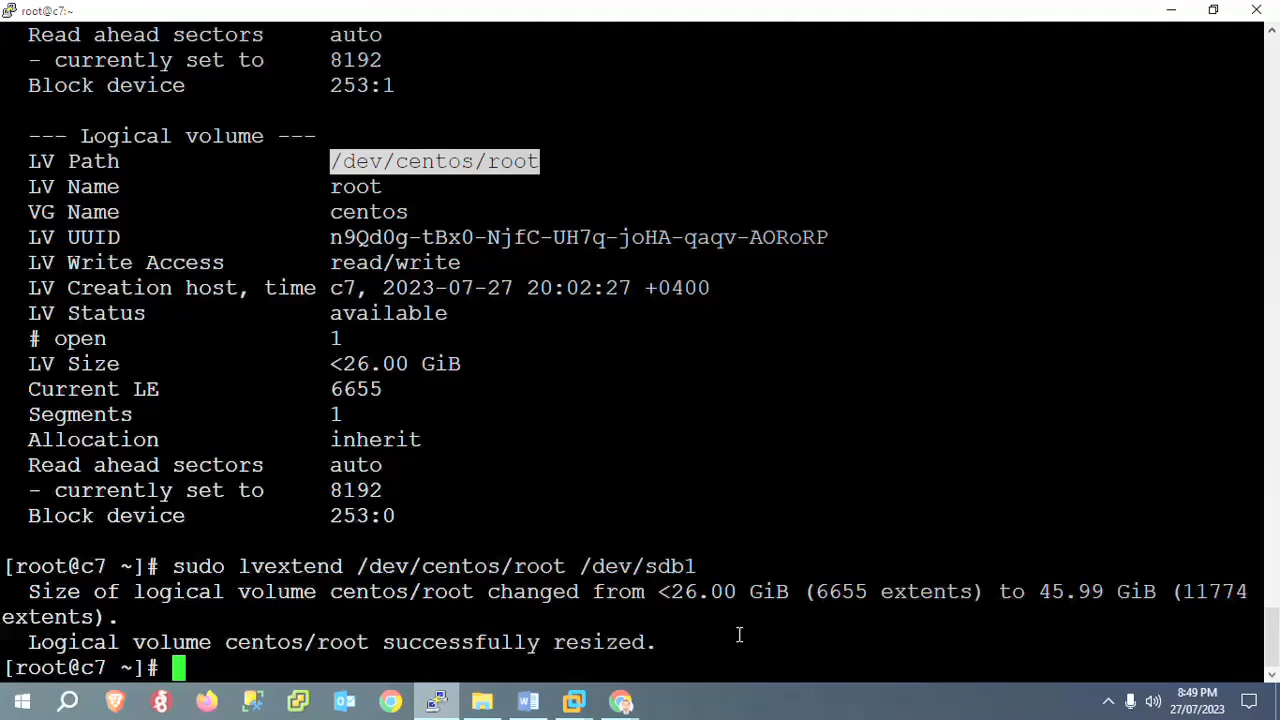 root@c7:~
Read ahead sectors auto
- currently set to 8192
Block device 253:1
--- Logical volume ---
LV Path /dev/centos/root
LV Name root
VG Name centos
LV UUID n9Qd0g-tBx0-NjfC-UH7q-joHA-qaqv-AORoRP
LV Write Access read/write
LV Creation host, time c7, 2023-07-27 20:02:27 +0400
LV Status available
# open 1
LV Size <26.00 GiB
Current LE 6655
Segments 1
Allocation inherit
Read ahead sectors auto
- currently set to 8192
Block device 253:0
[root@c7 ~]# sudo lvextend /dev/centos/root /dev/sdb1
Size of logical volume centos/root changed from <26.00 GiB (6655 extents) to 45.99 GiB (11774
extents).
Logical volume centos/root successfully resized.
[root@c7 ~]#
8:49 PM
27/07/2023